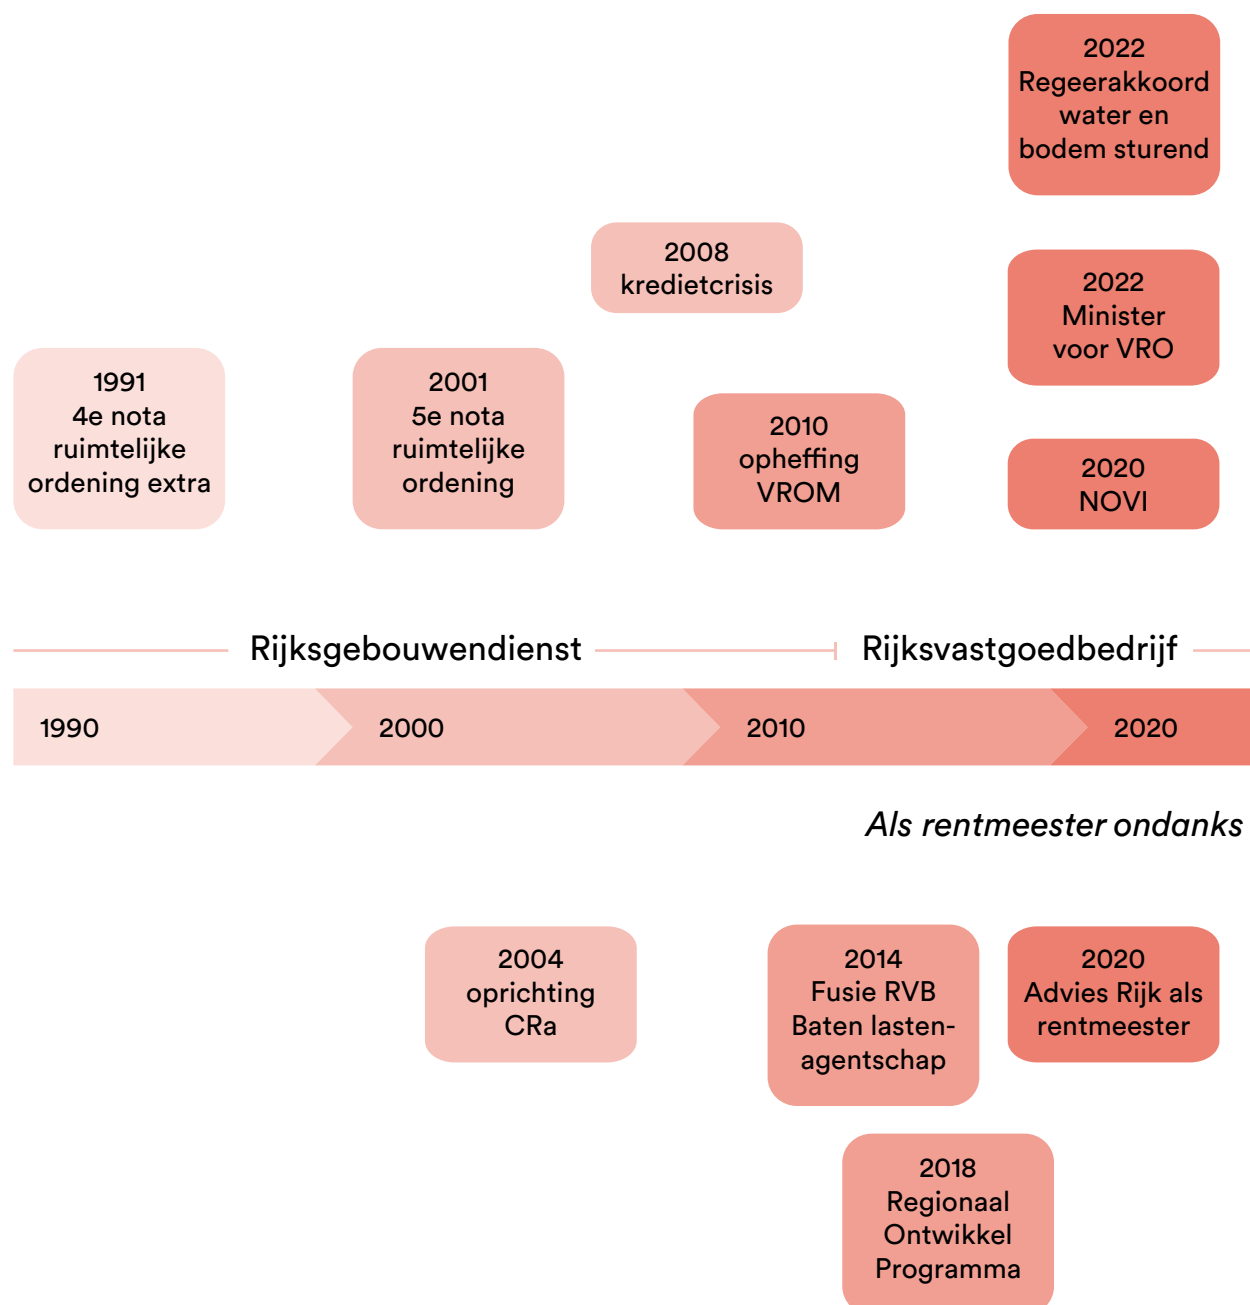 2022
Regeerakkoord
water en
bodem sturend
2008
kredietcrisis
2022
Minister
voor VRO
1991
4e nota
ruimtelijke
ordening extra
2001
5e nota
ruimtelijke
ordening
2010
opheffing
VROM
2020
NOVI
Rijksgebouwendienst
Rijksvastgoedbedrijf
1990
2000
2010
2020
Als rentmeester ondanks
2004
oprichting
CRa
2014
Fusie RVB
Baten lasten-
agentschap
2020
Advies Rijk als
rentmeester
2018
Regionaal
Ontwikkel
Programma